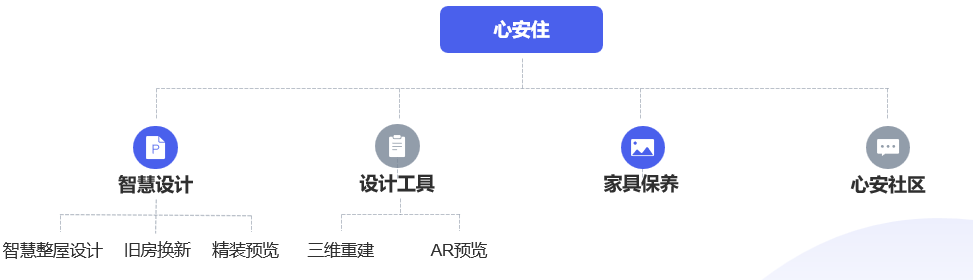 心安住
P
智慧设计
设计工具
家具保养
心安社区
智慧整屋设计
旧房换新
精装预览
三维重建
AR预览